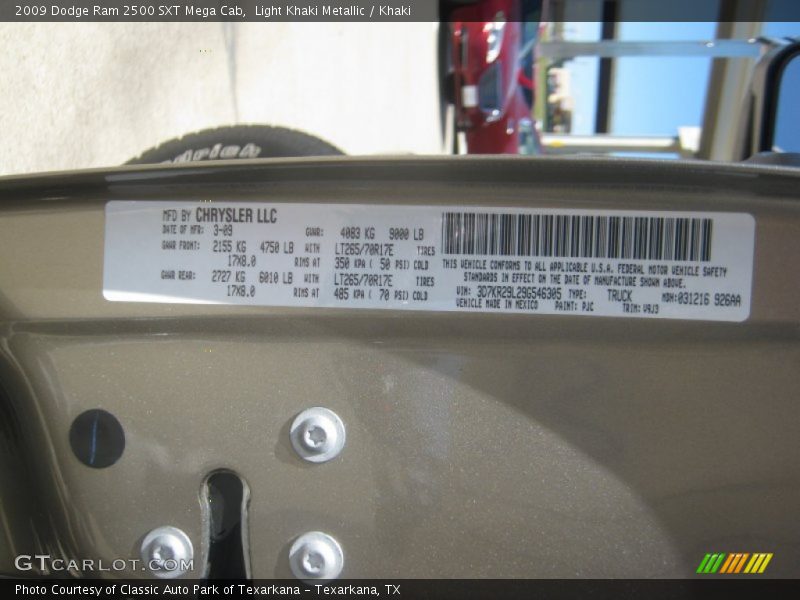 2009 Dodge Ram 2500 SXT Mega Cab, Light Khaki Metallic / Khaki
MFD BY CHRYSLER LLC
DATE OF MFR: 3-09 GVWR: 4083 KG 9000 LB
GAWR FRONT: 2155 KG 4750 LB WITH LT265/70R17E TIRES
17X8.0 RIMS AT 350 KPA ( 50 PSI) COLD
GAWR REAR: 2727 KG 6010 LB WITH LT265/70R17E TIRES
17X8.0 RIMS AT 485 KPA ( 70 PSI) COLD
THIS VEHICLE CONFORMS TO ALL APPLICABLE U.S.A. FEDERAL MOTOR VEHICLE SAFETY
STANDARDS IN EFFECT ON THE DATE OF MANUFACTURE SHOWN ABOVE.
VIN: 3D7KR29L29G546305 TYPE: TRUCK MDH:031216 926AA
VEHICLE MADE IN MEXICO PAINT: PJC TRIM: V9J3
GTCARLOT.COM
Photo Courtesy of Classic Auto Park of Texarkana - Texarkana, TX